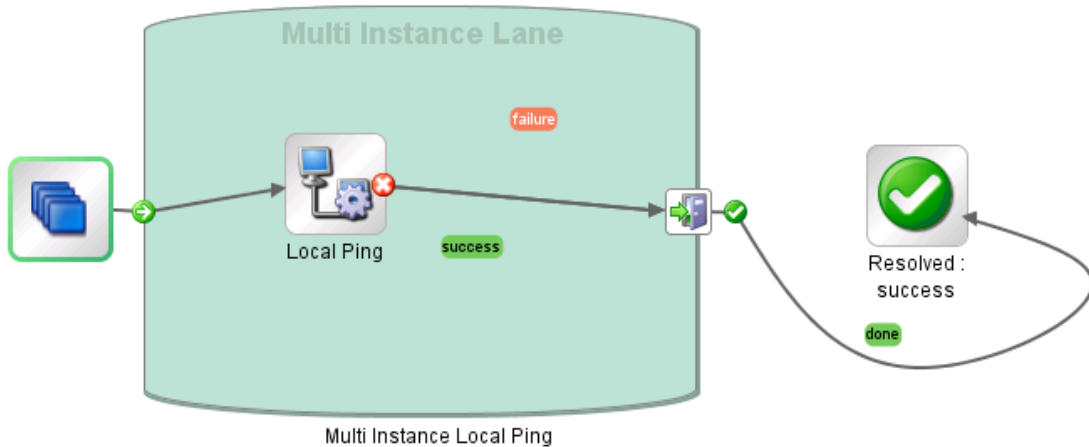 Multi Instance Lane
failure
Local Ping
success
Resolved :
success
done
Multi Instance Local Ping